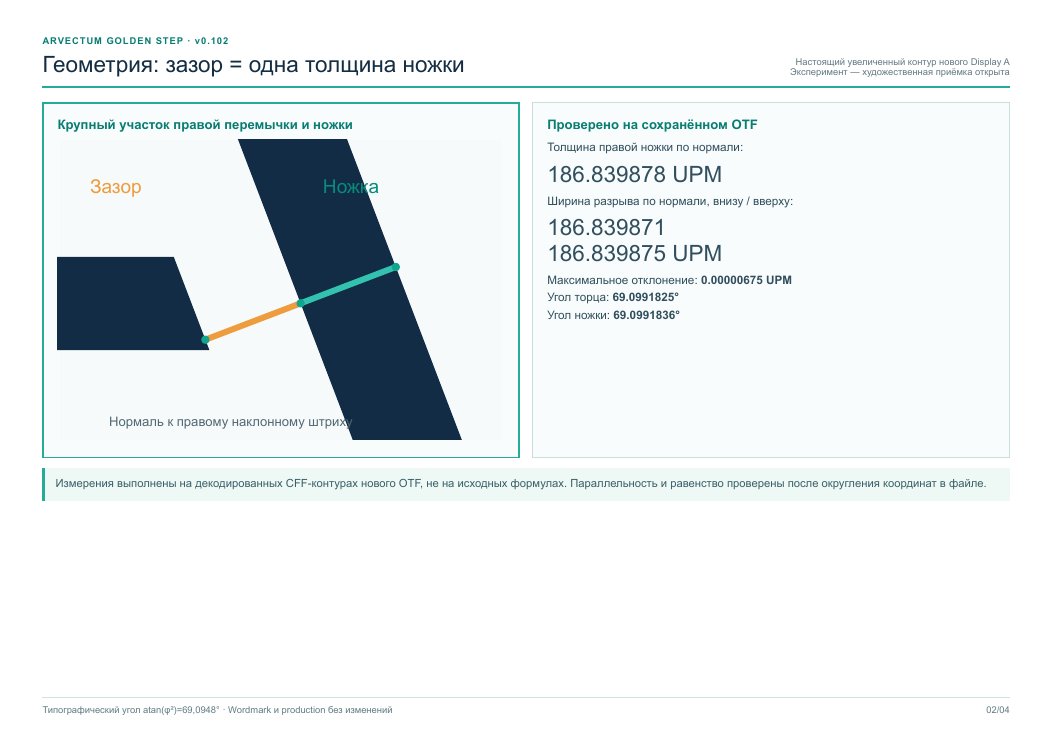 ARVECTUM GOLDEN STEP · v0.102
Геометрия: зазор = одна толщина ножки
Настоящий увеличенный контур нового Display A
Эксперимент — художественная приёмка открыта
Крупный участок правой перемычки и ножки
Зазор
Ножка
Нормаль к правому наклонному штриху
Проверено на сохранённом OTF
Толщина правой ножки по нормали:
186.839878 UPM
Ширина разрыва по нормали, внизу / вверху:
186.839871
186.839875 UPM
Максимальное отклонение: 0.00000675 UPM
Угол торца: 69.0991825°
Угол ножки: 69.0991836°
Измерения выполнены на декодированных CFF-контурах нового OTF, не на исходных формулах. Параллельность и равенство проверены после округления координат в файле.
Типографический угол atan(φ²)=69,0948° · Wordmark и production без изменений
02/04